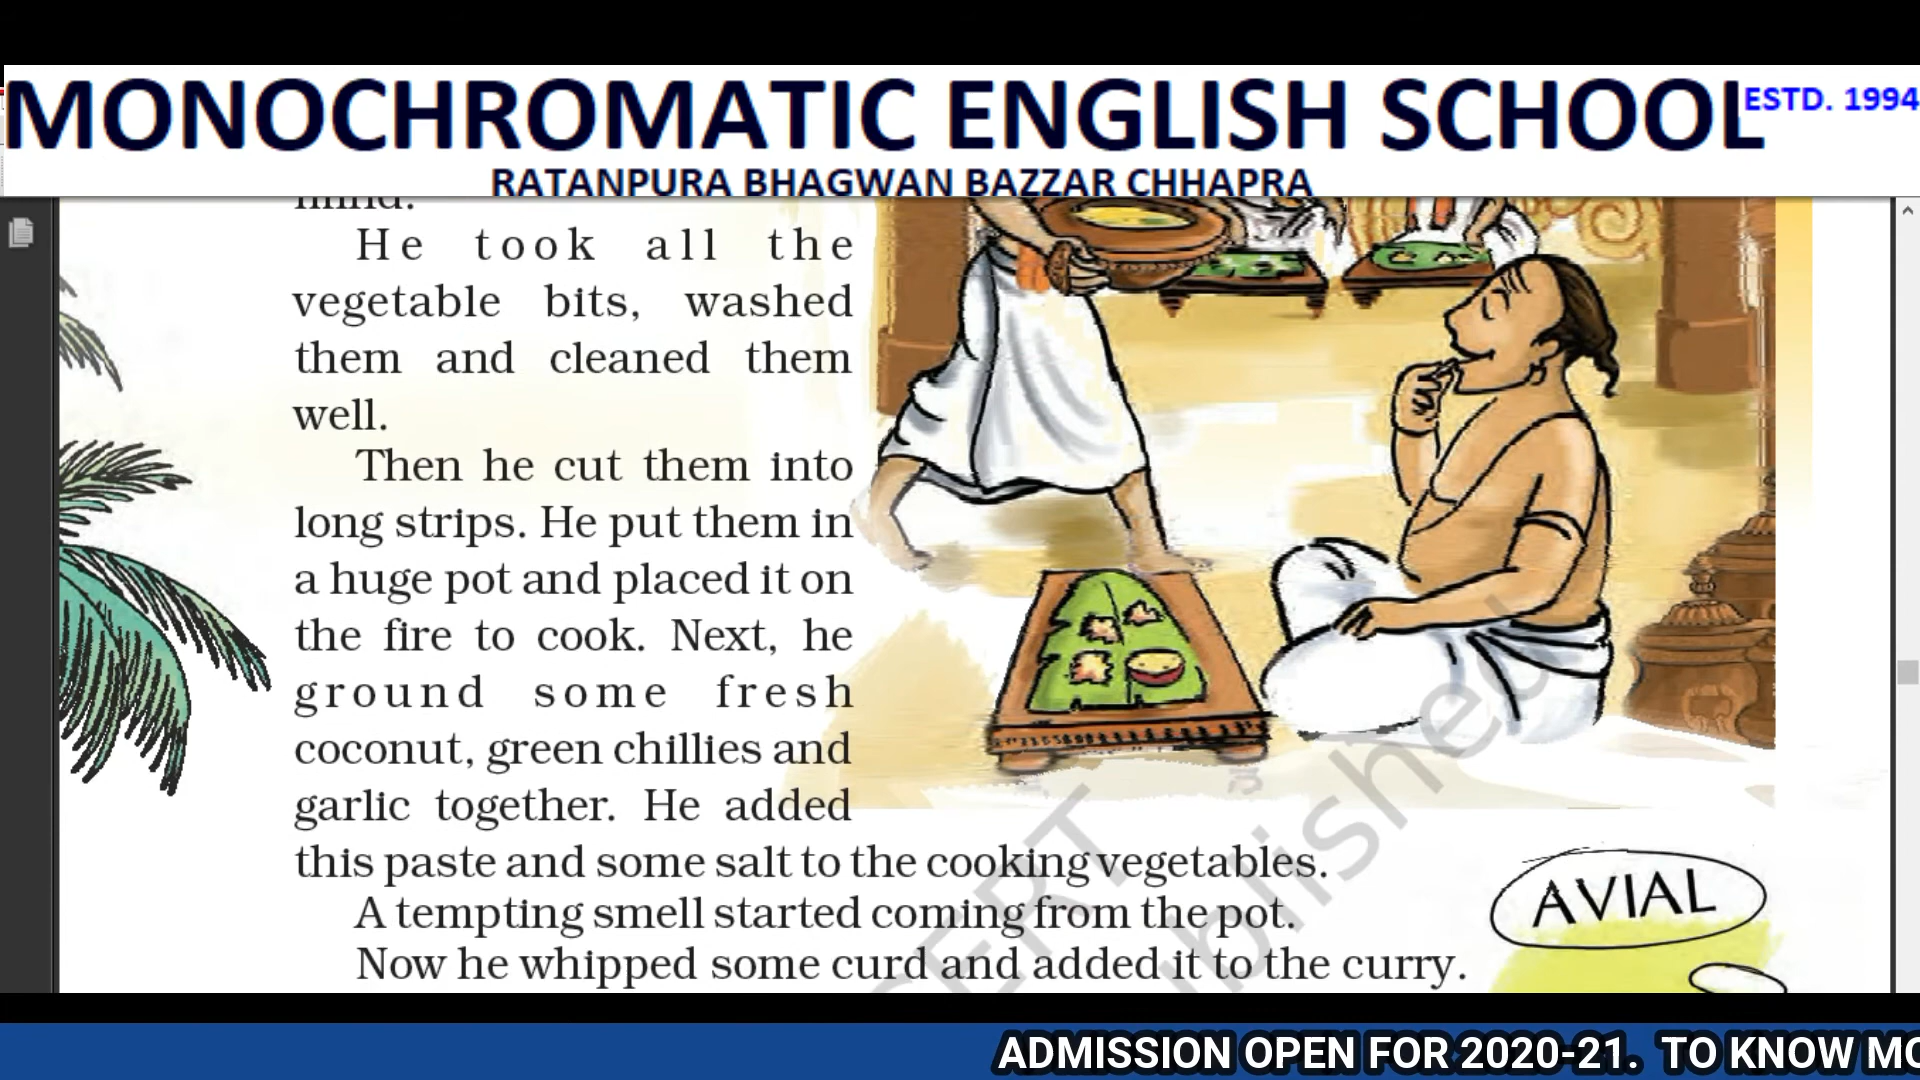 MONOCHROMATIC ENGLISH SCHOOL ESTD. 1994
RATANPURA BHAGWAN BAZZAR CHHAPRA
mind.
He took all the
vegetable bits, washed
them and cleaned them
well.
Then he cut them into
long strips. He put them in
a huge pot and placed it on
the fire to cook. Next, he
ground some fresh
coconut, green chillies and
garlic together. He added
this paste and some salt to the cooking vegetables.
A tempting smell started coming from the pot.
Now he whipped some curd and added it to the curry.
AVIAL
ADMISSION OPEN FOR 2020-21. TO KNOW MO